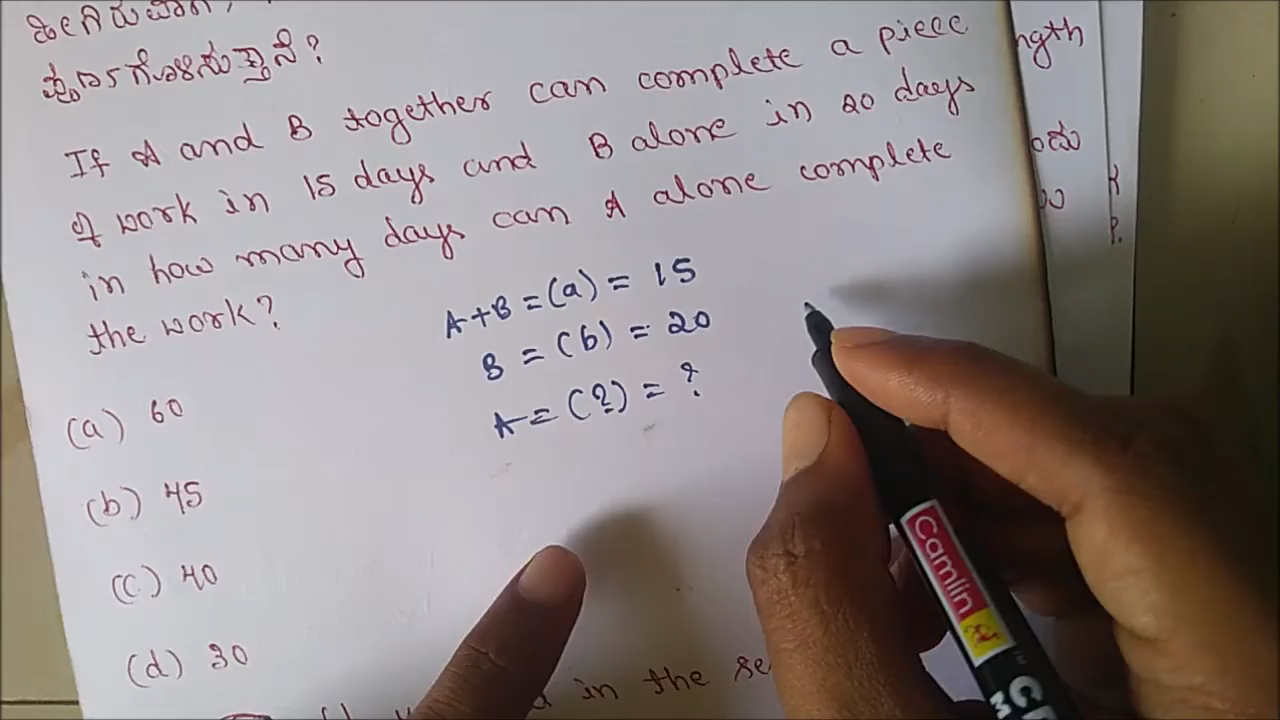 If A and B together can complete a piece
of work in 15 days and B alone in 20 days
in how many days can A alone complete
the work?
A+B = (a) = 15
B = (b) = 20
A = (?) = ?
(a) 60
(b) 45
(c) 40
(d) 30
in the
ngth
Camlin